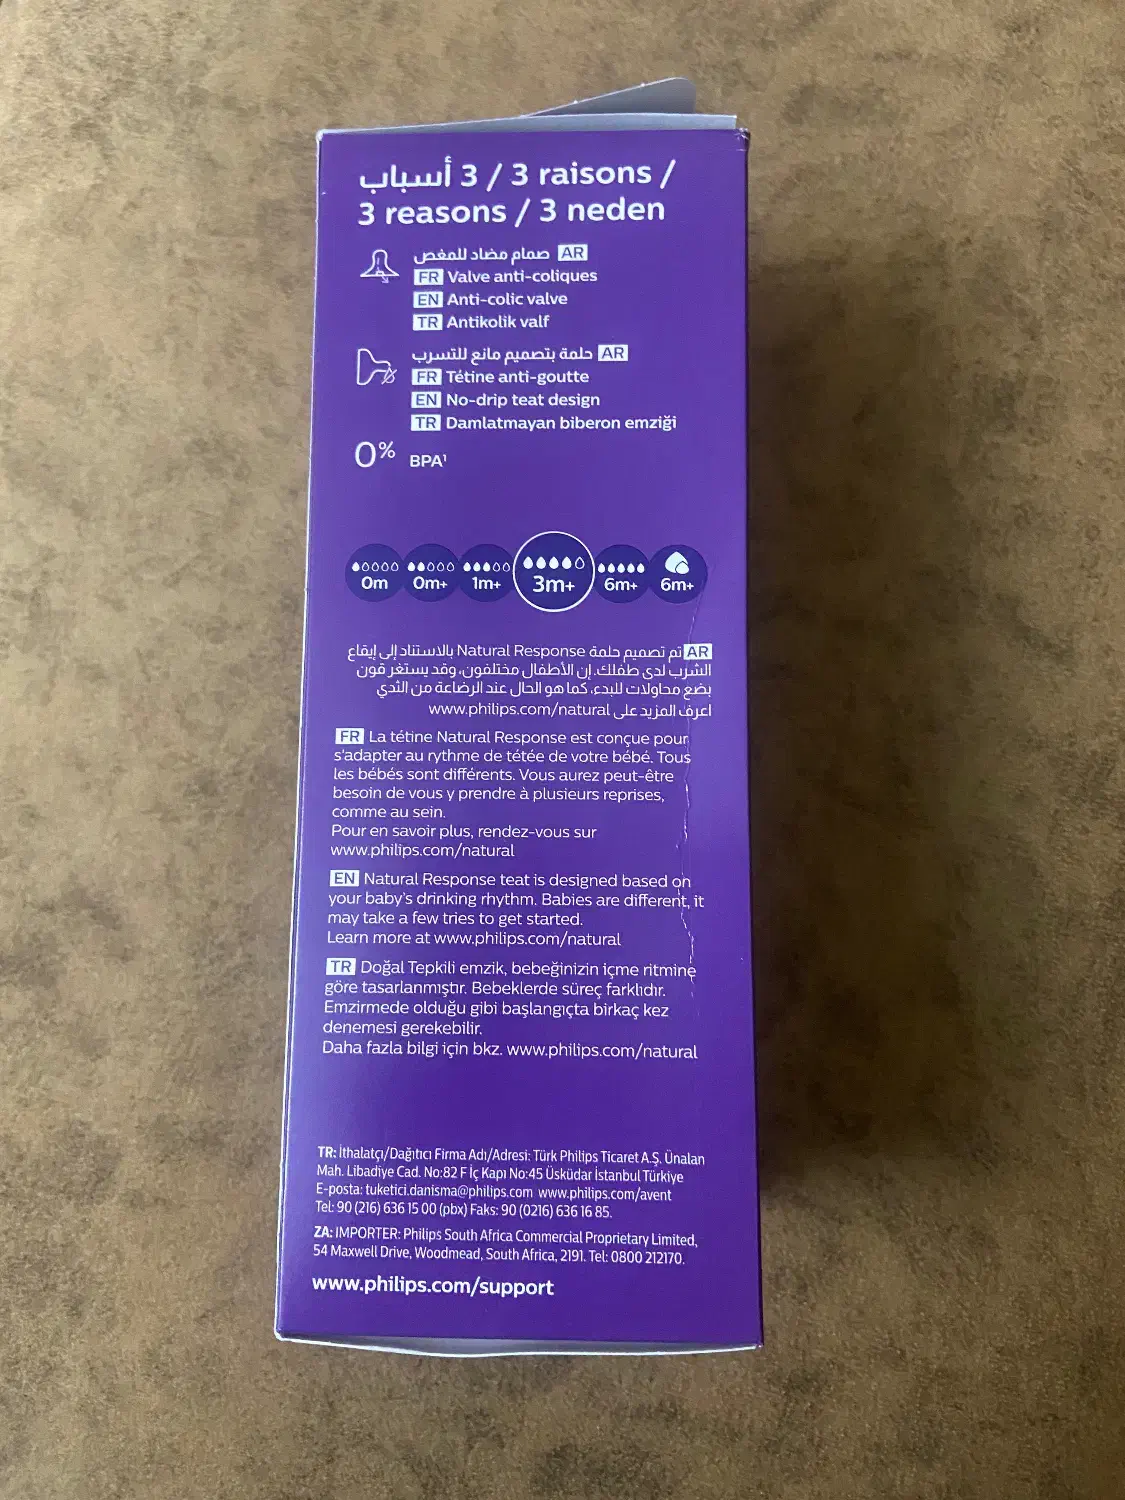 3 أسباب / 3 raisons /
3 reasons / 3 neden
AR صمام مضاد للمغص
FR Valve anti-coliques
EN Anti-colic valve
TR Antikolik valf
AR حلمة بتصميم مانع للتسرب
FR Tétine anti-goutte
EN No-drip teat design
TR Damlatmayan biberon emziği
0% BPA¹
0m 0m+ 1m+ 3m+ 6m+ 6m+
AR تم تصميم حلمة Natural Response بالاستناد إلى إيقاع
الشرب لدى طفلك. إن الأطفال مختلفون، وقد يستغرقون
بضع محاولات للبدء، كما هو الحال عند الرضاعة من الثدي
اعرف المزيد على www.philips.com/natural
FR La tétine Natural Response est conçue pour
s'adapter au rythme de tétée de votre bébé. Tous
les bébés sont différents. Vous aurez peut-être
besoin de vous y prendre à plusieurs reprises,
comme au sein.
Pour en savoir plus, rendez-vous sur
www.philips.com/natural
EN Natural Response teat is designed based on
your baby's drinking rhythm. Babies are different, it
may take a few tries to get started.
Learn more at www.philips.com/natural
TR Doğal Tepkili emzik, bebeğinizin içme ritmine
göre tasarlanmıştır. Bebeklerde süreç farklıdır.
Emzirmede olduğu gibi başlangıçta birkaç kez
denemesi gerekebilir.
Daha fazla bilgi için bkz. www.philips.com/natural
TR: İthalatçı/Dağıtıcı Firma Adı/Adresi: Türk Philips Ticaret A.Ş. Ünalan
Mah. Libadiye Cad. No:82 F İç Kapı No:45 Üsküdar İstanbul Türkiye
E-posta: tuketici.danisma@philips.com www.philips.com/avent
Tel: 90 (216) 636 15 00 (pbx) Faks: 90 (0216) 636 16 85.
ZA: IMPORTER: Philips South Africa Commercial Proprietary Limited,
54 Maxwell Drive, Woodmead, South Africa, 2191. Tel: 0800 212170.
www.philips.com/support